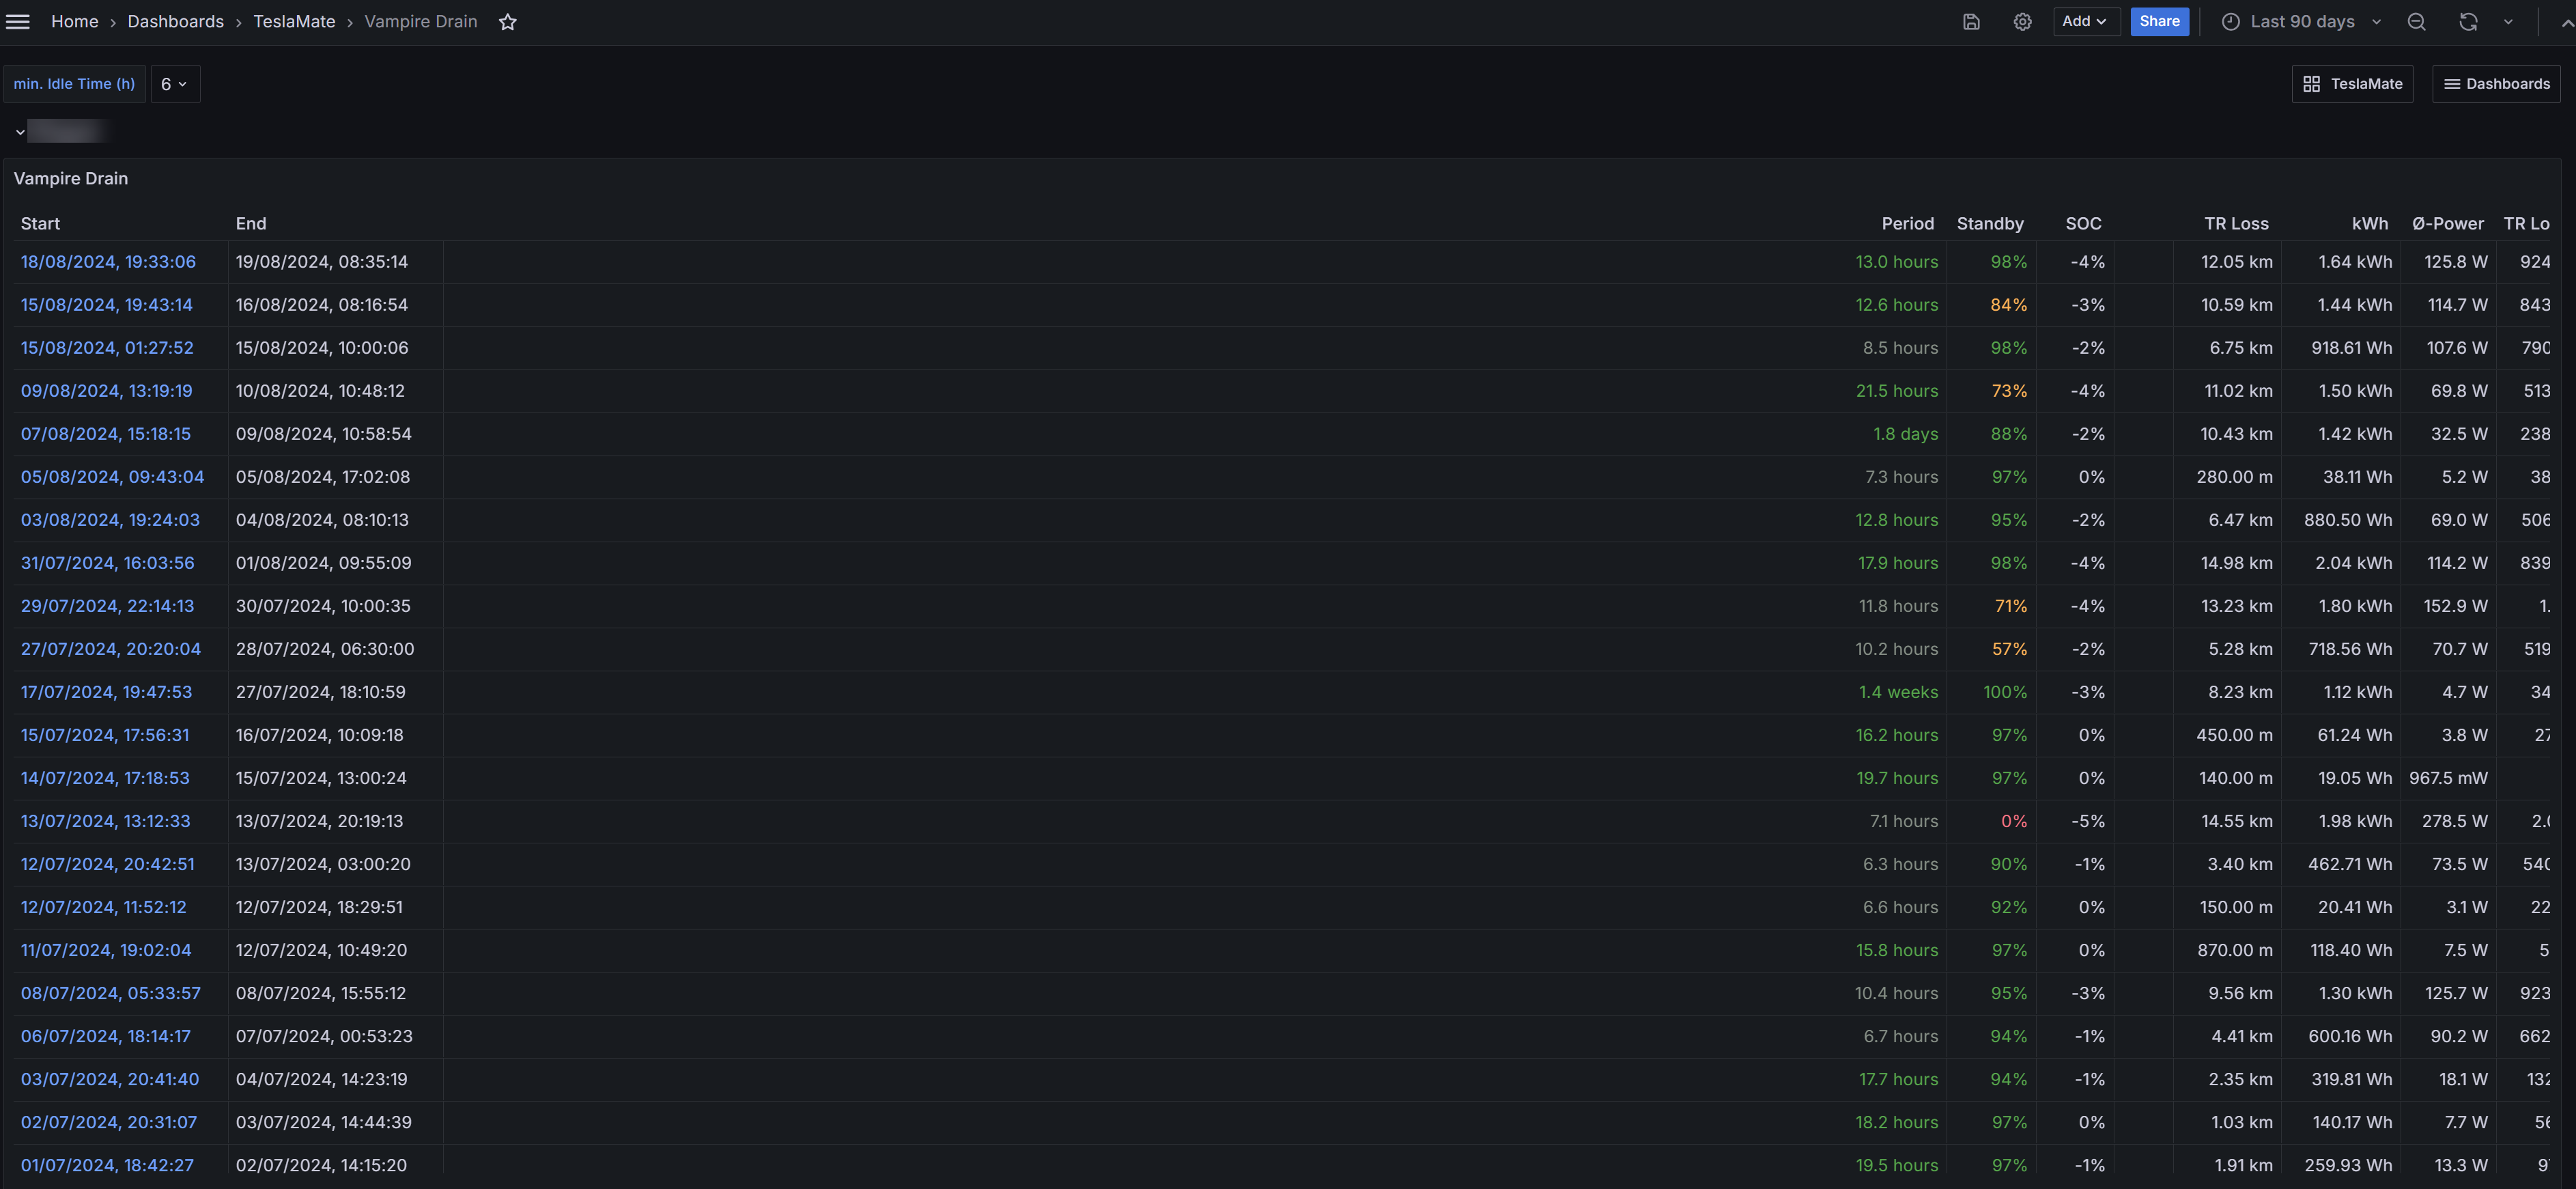 Home › Dashboards › TeslaMate › Vampire Drain Add Share Last 90 days
min. Idle Time (h) 6 TeslaMate Dashboards
Vampire Drain
Start End Period Standby SOC TR Loss kWh Ø-Power TR Lo
18/08/2024, 19:33:06 19/08/2024, 08:35:14 13.0 hours 98% -4% 12.05 km 1.64 kWh 125.8 W 924
15/08/2024, 19:43:14 16/08/2024, 08:16:54 12.6 hours 84% -3% 10.59 km 1.44 kWh 114.7 W 843
15/08/2024, 01:27:52 15/08/2024, 10:00:06 8.5 hours 98% -2% 6.75 km 918.61 Wh 107.6 W 790
09/08/2024, 13:19:19 10/08/2024, 10:48:12 21.5 hours 73% -4% 11.02 km 1.50 kWh 69.8 W 513
07/08/2024, 15:18:15 09/08/2024, 10:58:54 1.8 days 88% -2% 10.43 km 1.42 kWh 32.5 W 238
05/08/2024, 09:43:04 05/08/2024, 17:02:08 7.3 hours 97% 0% 280.00 m 38.11 Wh 5.2 W 38
03/08/2024, 19:24:03 04/08/2024, 08:10:13 12.8 hours 95% -2% 6.47 km 880.50 Wh 69.0 W 506
31/07/2024, 16:03:56 01/08/2024, 09:55:09 17.9 hours 98% -4% 14.98 km 2.04 kWh 114.2 W 839
29/07/2024, 22:14:13 30/07/2024, 10:00:35 11.8 hours 71% -4% 13.23 km 1.80 kWh 152.9 W 1.
27/07/2024, 20:20:04 28/07/2024, 06:30:00 10.2 hours 57% -2% 5.28 km 718.56 Wh 70.7 W 519
17/07/2024, 19:47:53 27/07/2024, 18:10:59 1.4 weeks 100% -3% 8.23 km 1.12 kWh 4.7 W 34
15/07/2024, 17:56:31 16/07/2024, 10:09:18 16.2 hours 97% 0% 450.00 m 61.24 Wh 3.8 W 27
14/07/2024, 17:18:53 15/07/2024, 13:00:24 19.7 hours 97% 0% 140.00 m 19.05 Wh 967.5 mW
13/07/2024, 13:12:33 13/07/2024, 20:19:13 7.1 hours 0% -5% 14.55 km 1.98 kWh 278.5 W 2.0
12/07/2024, 20:42:51 13/07/2024, 03:00:20 6.3 hours 90% -1% 3.40 km 462.71 Wh 73.5 W 540
12/07/2024, 11:52:12 12/07/2024, 18:29:51 6.6 hours 92% 0% 150.00 m 20.41 Wh 3.1 W 22
11/07/2024, 19:02:04 12/07/2024, 10:49:20 15.8 hours 97% 0% 870.00 m 118.40 Wh 7.5 W 5
08/07/2024, 05:33:57 08/07/2024, 15:55:12 10.4 hours 95% -3% 9.56 km 1.30 kWh 125.7 W 923
06/07/2024, 18:14:17 07/07/2024, 00:53:23 6.7 hours 94% -1% 4.41 km 600.16 Wh 90.2 W 662
03/07/2024, 20:41:40 04/07/2024, 14:23:19 17.7 hours 94% -1% 2.35 km 319.81 Wh 18.1 W 132
02/07/2024, 20:31:07 03/07/2024, 14:44:39 18.2 hours 97% 0% 1.03 km 140.17 Wh 7.7 W 56
01/07/2024, 18:42:27 02/07/2024, 14:15:20 19.5 hours 97% -1% 1.91 km 259.93 Wh 13.3 W 9